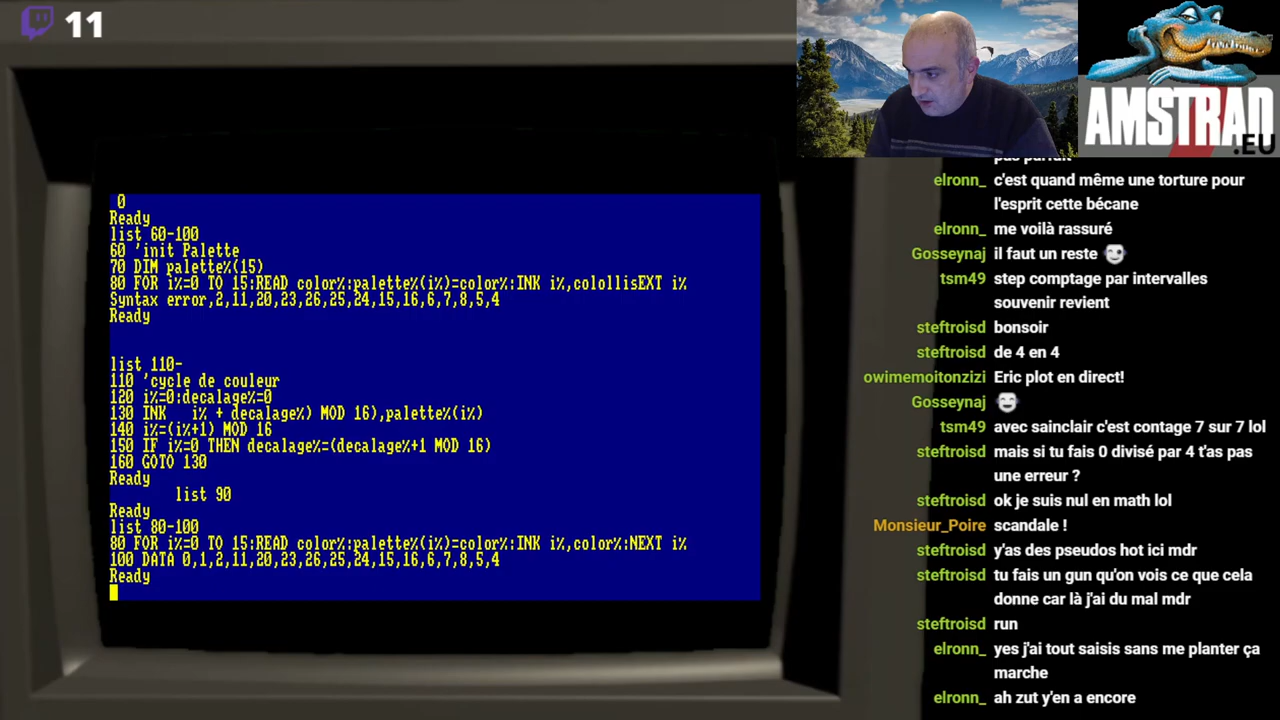 11
AMSTRAD
.EU
0
Ready
list 60-100
60 'init Palette
70 DIM palette%(15)
80 FOR i%=0 TO 15:READ color%:palette%(i%)=color%:INK i%,colollisEXT i%
Syntax error,2,11,20,23,26,25,24,15,16,6,7,8,5,4
Ready
list 110-
110 'cycle de couleur
120 i%=0:decalage%=0
130 INK   i% + decalage%) MOD 16),palette%(i%)
140 i%=(i%+1) MOD 16
150 IF i%=0 THEN decalage%=(decalage%+1 MOD 16)
160 GOTO 130
Ready
list 90
Ready
list 80-100
80 FOR i%=0 TO 15:READ color%:palette%(i%)=color%:INK i%,color%:NEXT i%
100 DATA 0,1,2,11,20,23,26,25,24,15,16,6,7,8,5,4
Ready
pas parfait
elronn_ c'est quand même une torture pour
l'esprit cette bécane
elronn_ me voilà rassuré
Gosseynaj il faut un reste
tsm49 step comptage par intervalles
souvenir revient
steftroisd bonsoir
steftroisd de 4 en 4
owimemoitonzizi Eric plot en direct!
Gosseynaj
tsm49 avec sainclair c'est contage 7 sur 7 lol
steftroisd mais si tu fais 0 divisé par 4 t'as pas
une erreur ?
steftroisd ok je suis nul en math lol
Monsieur_Poire scandale !
steftroisd y'as des pseudos hot ici mdr
steftroisd tu fais un gun qu'on vois ce que cela
donne car là j'ai du mal mdr
steftroisd run
elronn_ yes j'ai tout saisis sans me planter ça
marche
elronn_ ah zut y'en a encore